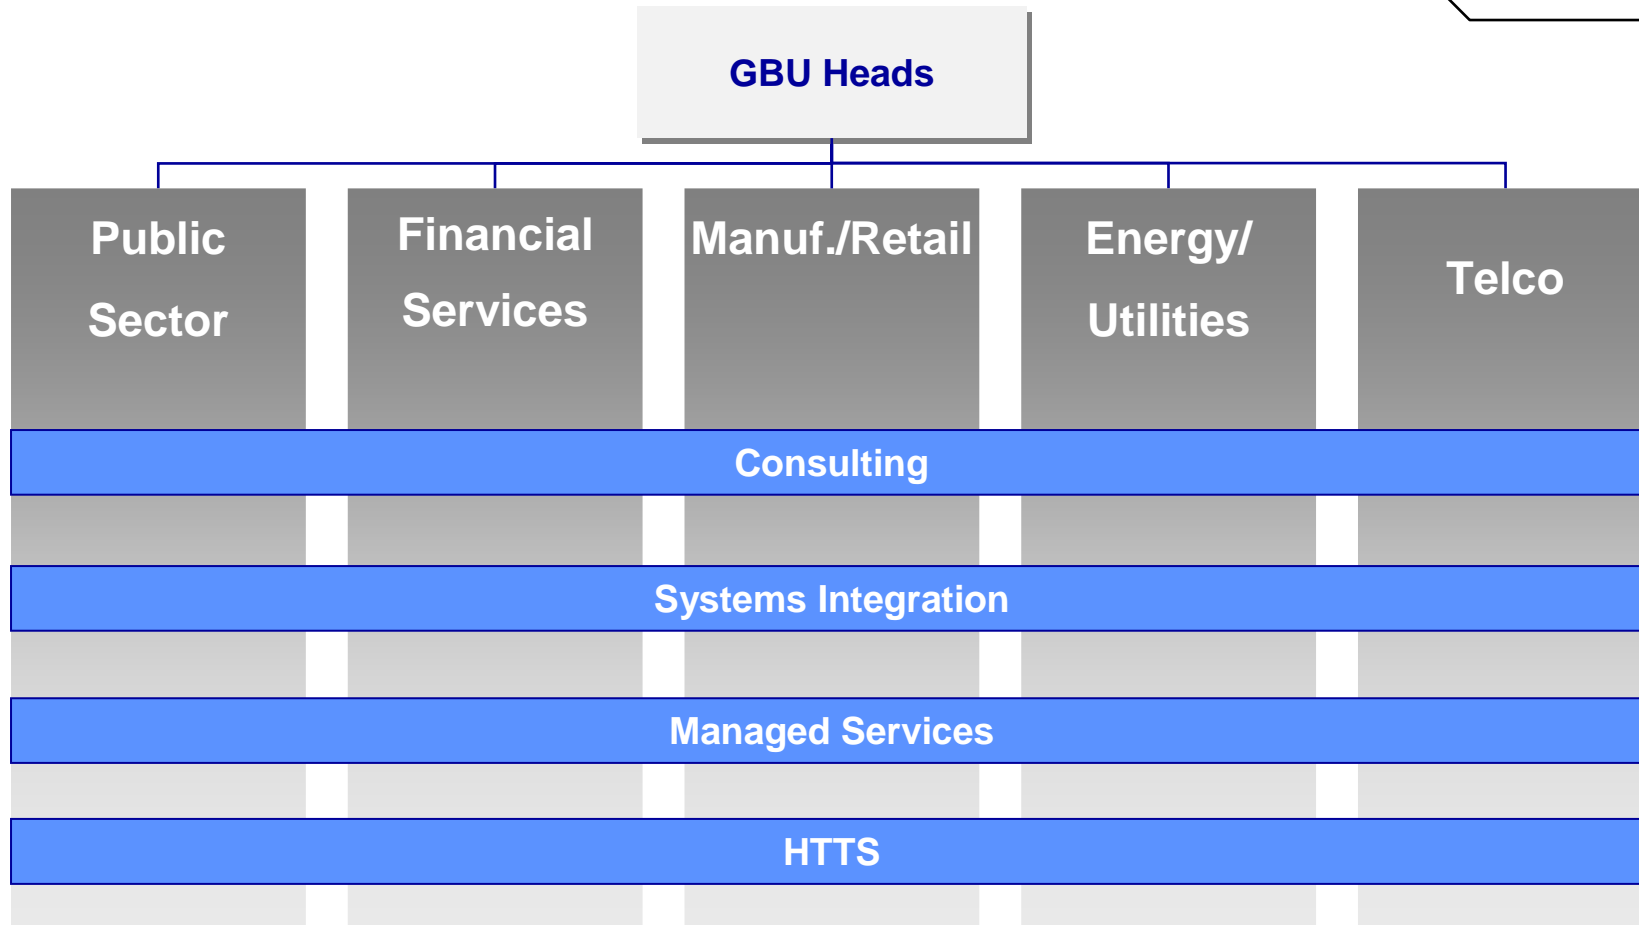 GBU Heads
Public
Sector
Financial
Services
Manuf./Retail
Energy/
Utilities
Telco
Consulting
Systems Integration
Managed Services
HTTS